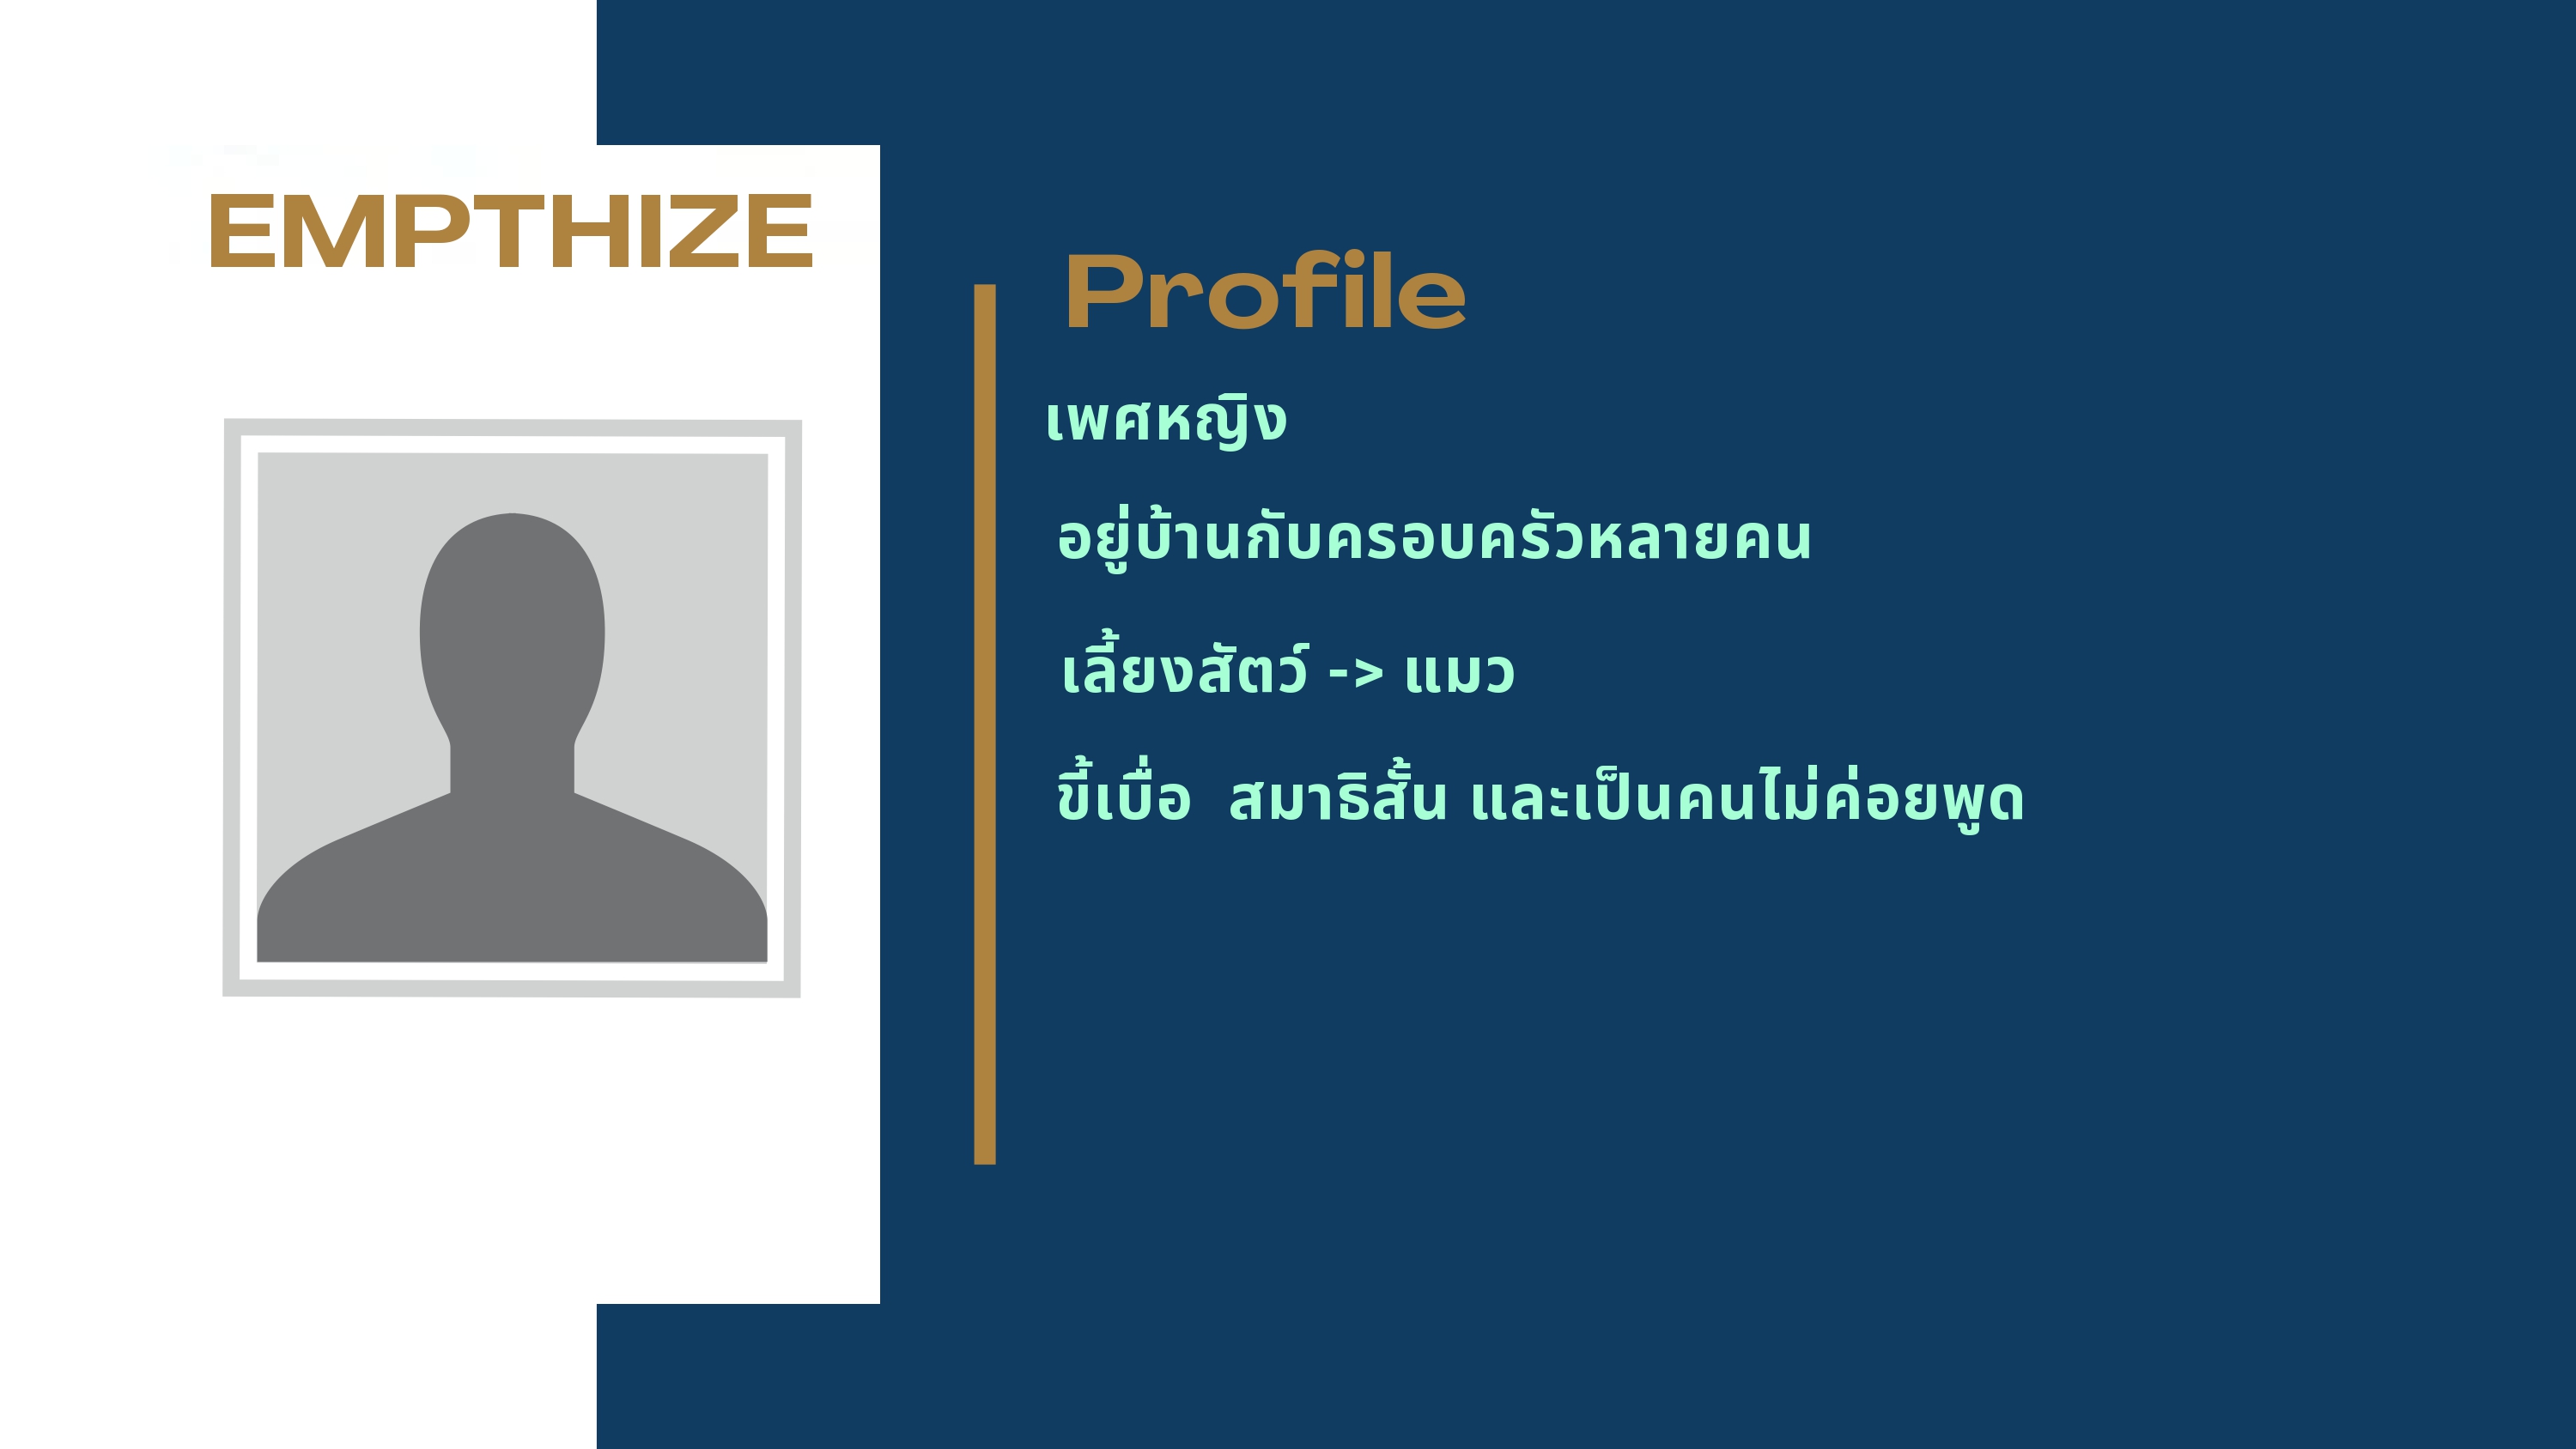 EMPTHIZE
Profile
เพศหญิง
อยู่บ้านกับครอบครัวหลายคน
เลี้ยงสัตว์ -> แมว
ขี้เบื่อ  สมาธิสั้น และเป็นคนไม่ค่อยพูด